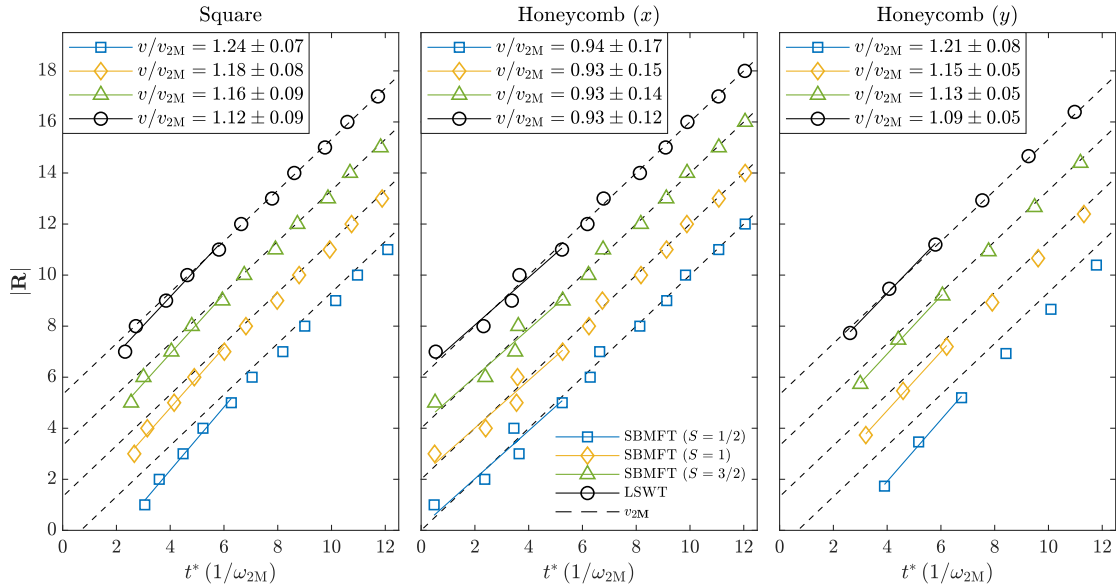 Square
Honeycomb (x)
Honeycomb (y)
v/v2M = 1.24 ± 0.07
v/v2M = 1.18 ± 0.08
v/v2M = 1.16 ± 0.09
v/v2M = 1.12 ± 0.09
v/v2M = 0.94 ± 0.17
v/v2M = 0.93 ± 0.15
v/v2M = 0.93 ± 0.14
v/v2M = 0.93 ± 0.12
v/v2M = 1.21 ± 0.08
v/v2M = 1.15 ± 0.05
v/v2M = 1.13 ± 0.05
v/v2M = 1.09 ± 0.05
18
16
14
12
10
8
6
4
2
0
|R|
SBMFT (S = 1/2)
SBMFT (S = 1)
SBMFT (S = 3/2)
LSWT
v2M
0 2 4 6 8 10 12
0 2 4 6 8 10 12
0 2 4 6 8 10 12
t* (1/ω2M)
t* (1/ω2M)
t* (1/ω2M)